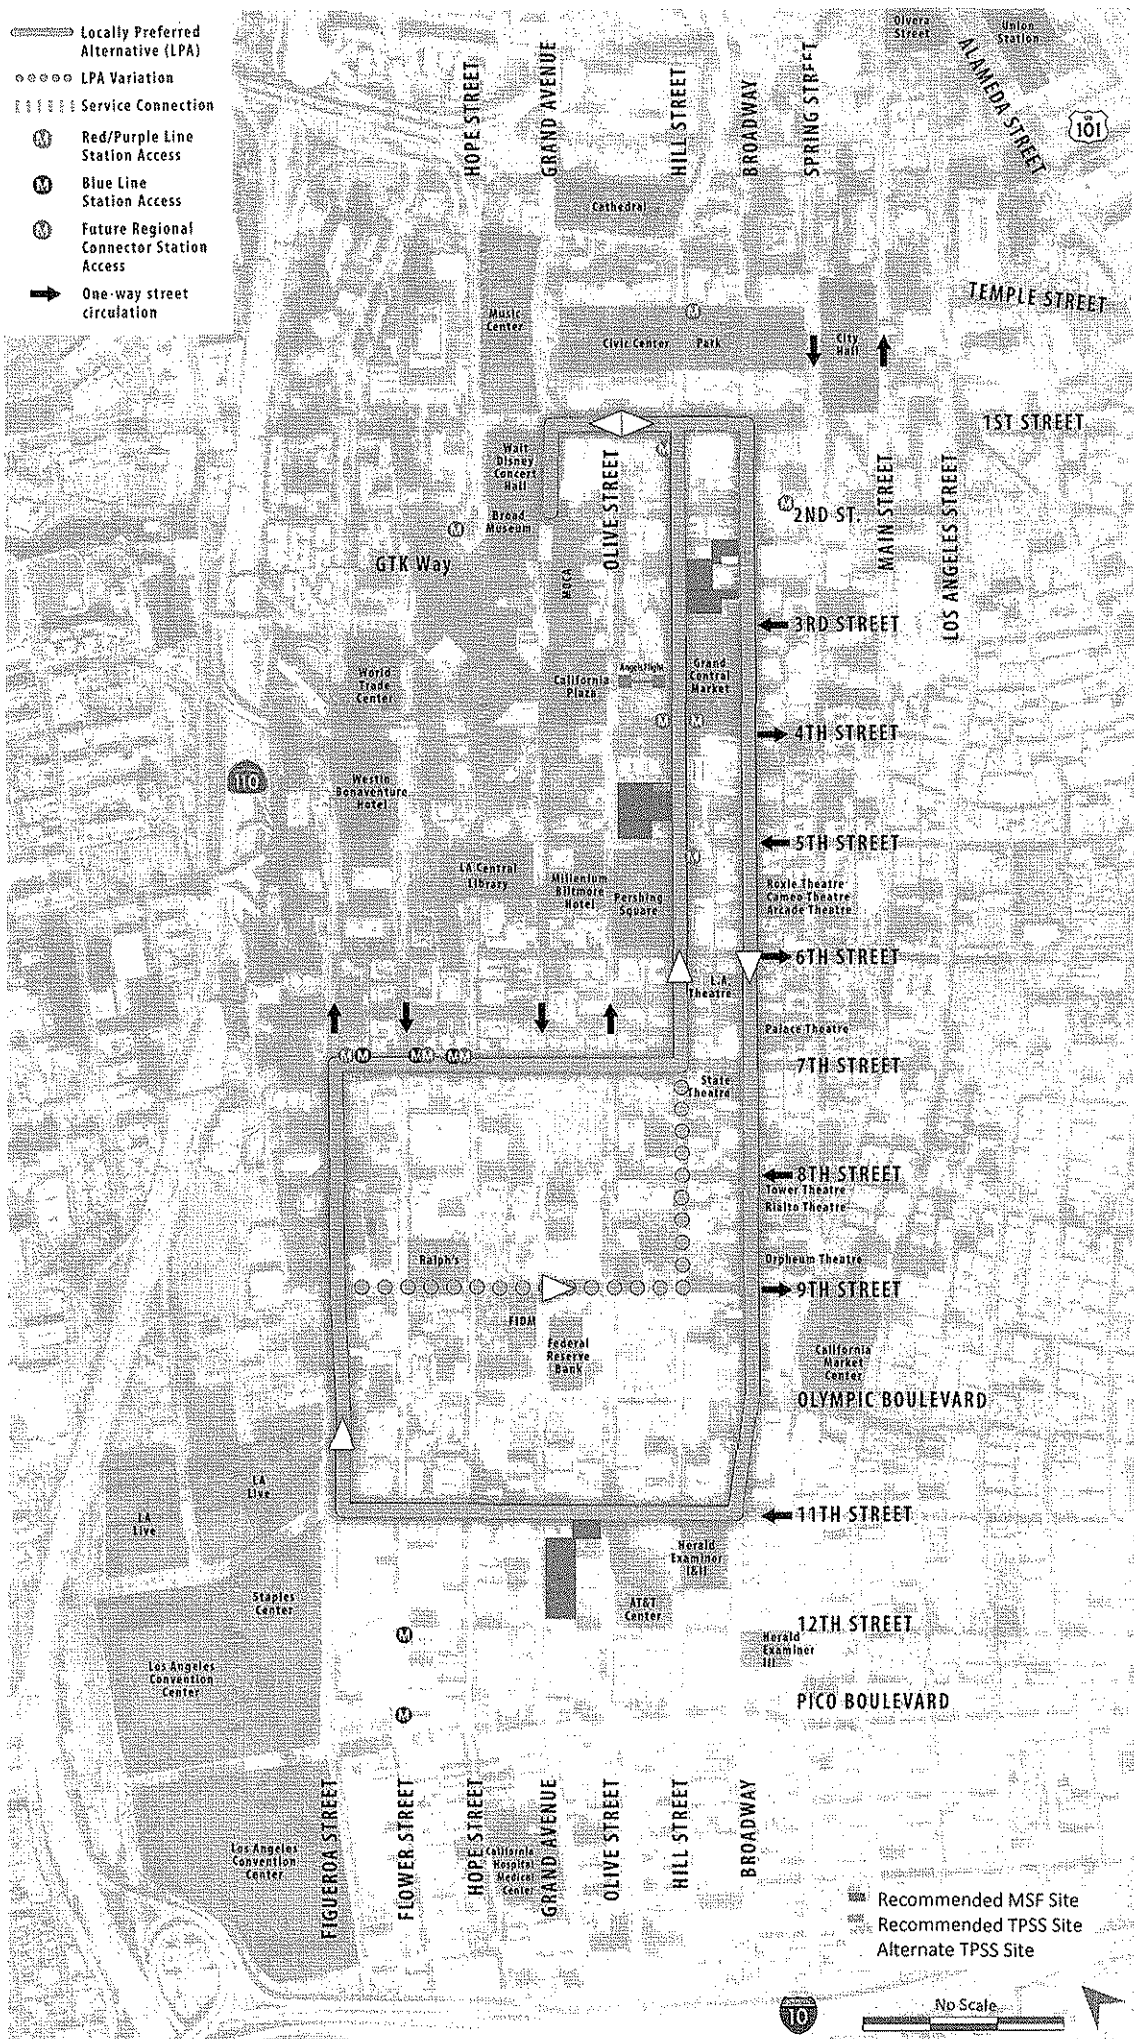 Locally Preferred
Alternative (LPA)
LPA Variation
Service Connection
M
Red/Purple Line
Station Access
M
Blue Line
Station Access
M
Future Regional
Connector Station
Access
One-way street
circulation
HOPE STREET
GRAND AVENUE
HILL STREET
BROADWAY
SPRING STREET
Olvera
Street
Union
Station
ALAMEDA STREET
US
101
Cathedral
TEMPLE STREET
Music
Center
M
Civic Center Park
City
Hall
1ST STREET
Walt
Disney
Concert
Hall
M
OLIVE STREET
MAIN STREET
LOS ANGELES STREET
Broad
Museum
M
M
2ND ST.
GTK Way
MOCA
3RD STREET
World
Trade
Center
California
Plaza
Angels Flight
Grand
Central
Market
M
M
4TH STREET
110
Westin
Bonaventure
Hotel
5TH STREET
M
LA Central
Library
Millenium
Biltmore
Hotel
Pershing
Square
Roxie Theatre
Cameo Theatre
Arcade Theatre
6TH STREET
L.A.
Theatre
Palace Theatre
M M M M M M
7TH STREET
State
Theatre
8TH STREET
Tower Theatre
Rialto Theatre
Ralph's
Orpheum Theatre
9TH STREET
FIDM
Federal
Reserve
Bank
California
Market
Center
OLYMPIC BOULEVARD
LA
Live
LA
Live
11TH STREET
Herald
Examiner
I&II
Staples
Center
AT&T
Center
12TH STREET
M
Herald
Examiner
III
Los Angeles
Convention
Center
PICO BOULEVARD
M
FIGUEROA STREET
FLOWER STREET
HOPE STREET
GRAND AVENUE
OLIVE STREET
HILL STREET
BROADWAY
Los Angeles
Convention
Center
California
Hospital
Medical
Center
Recommended MSF Site
Recommended TPSS Site
Alternate TPSS Site
10
No Scale